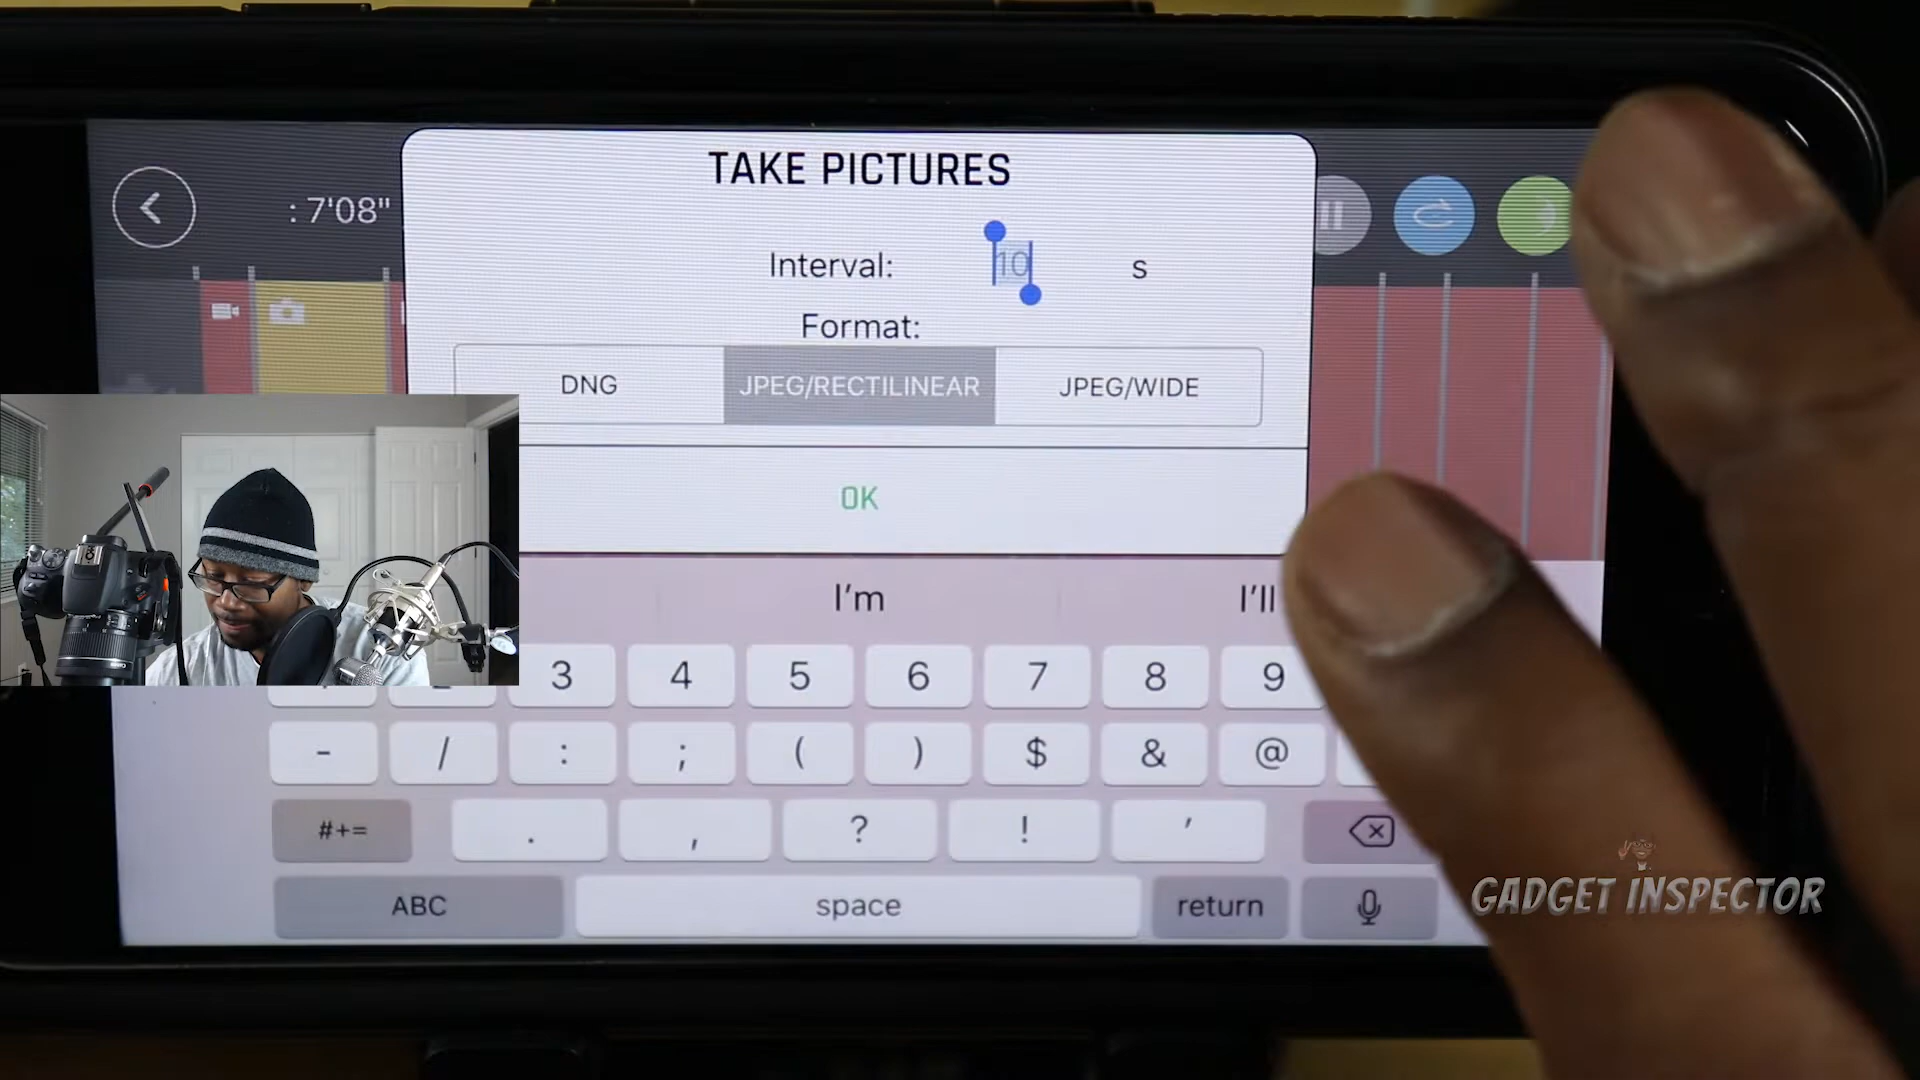 TAKE PICTURES
: 7'08"
Interval: 10 s
Format:
DNG JPEG/RECTILINEAR JPEG/WIDE
OK
I'm I'll
3 4 5 6 7 8 9
- / : ; ( ) $ & @
#+= . , ? ! '
ABC space return
GADGET INSPECTOR